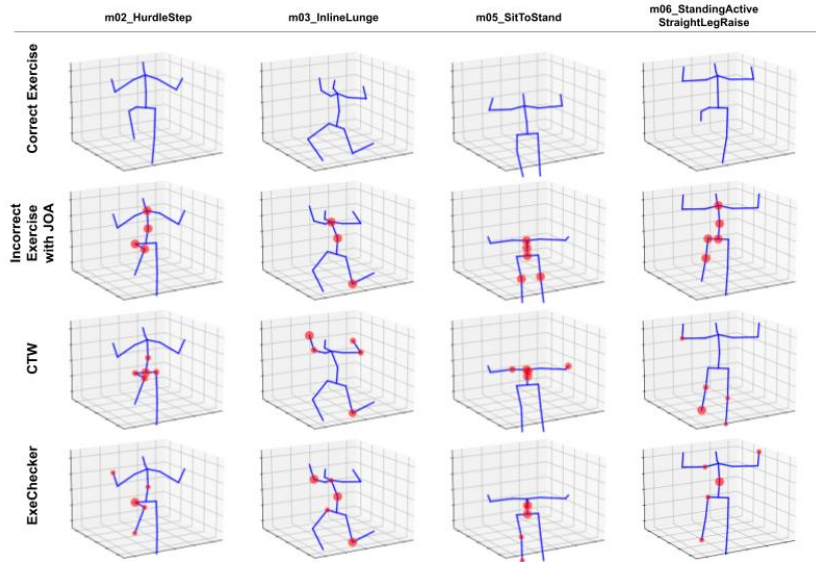 m02_HurdleStep
m03_InlineLunge
m05_SitToStand
m06_StandingActive
StraightLegRaise
Correct Exercise
Incorrect
Exercise
with JOA
CTW
ExeChecker